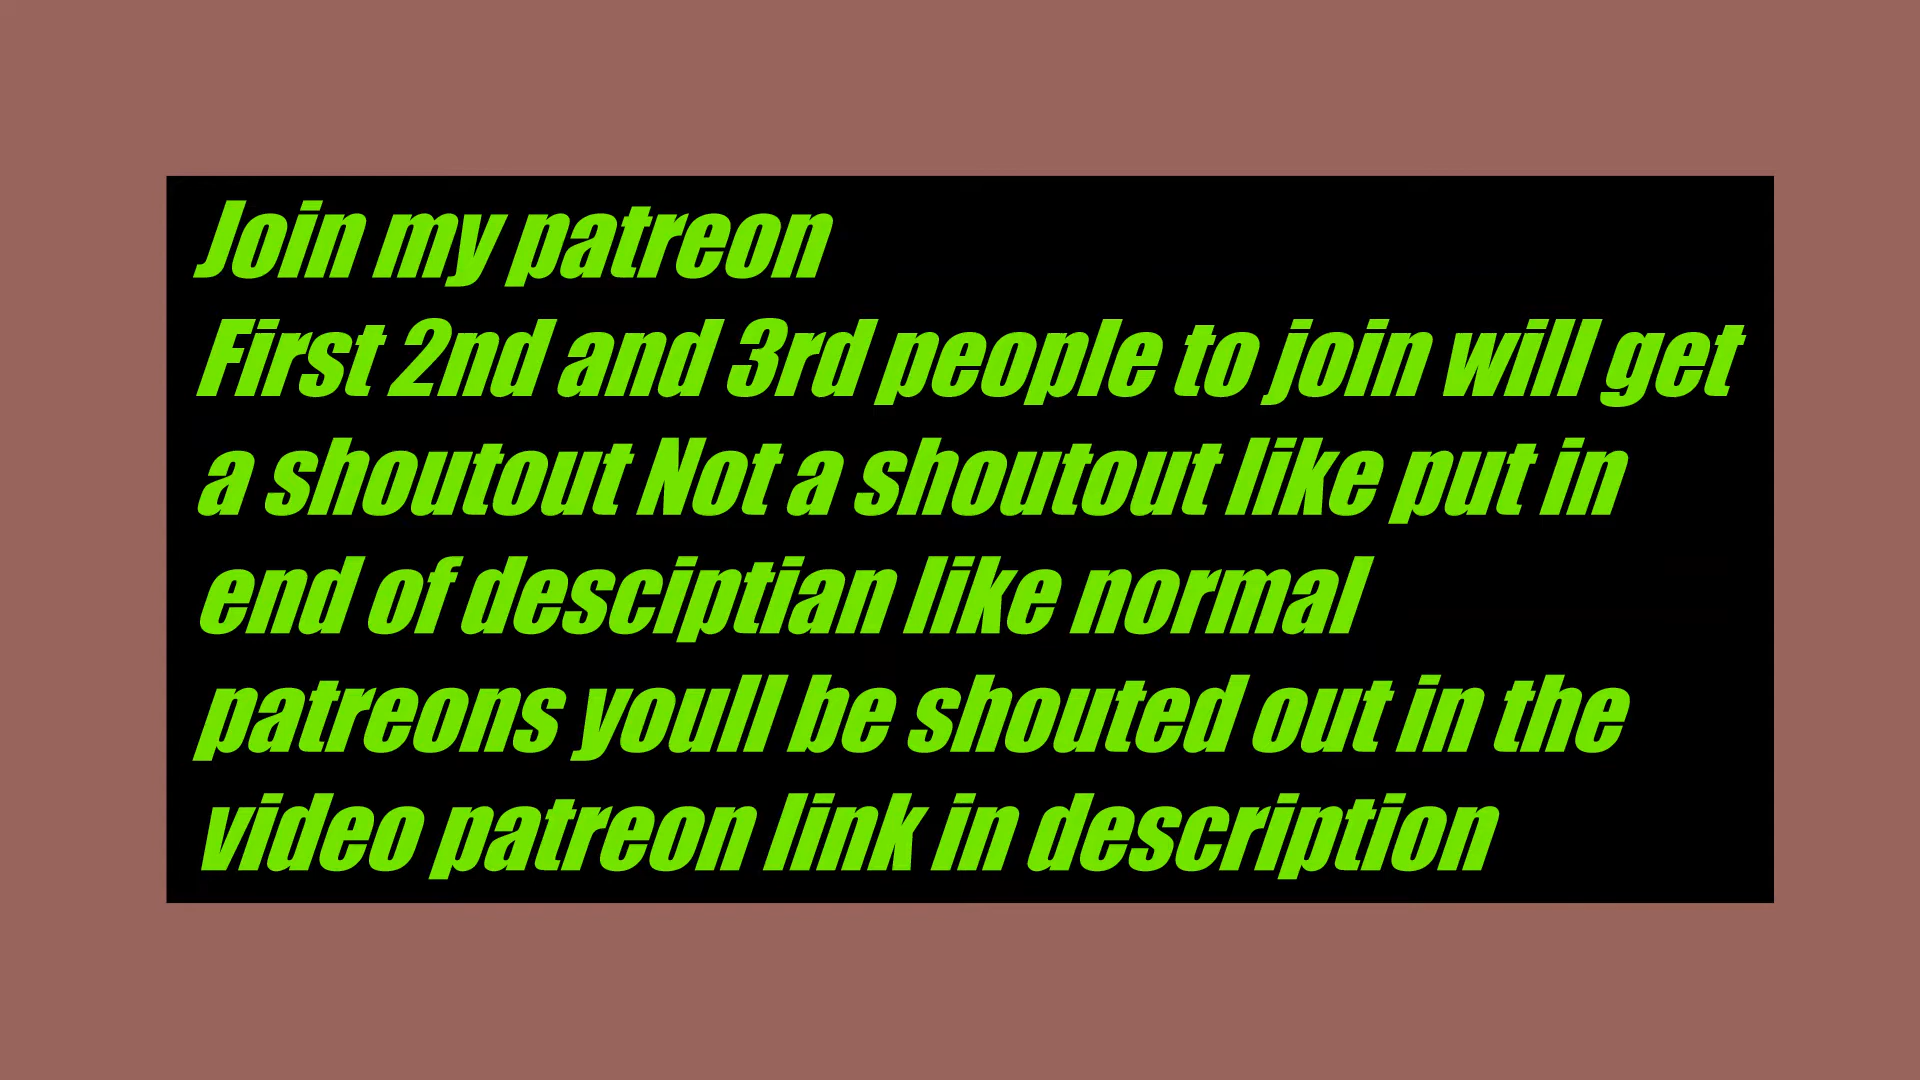 Join my patreon
First 2nd and 3rd people to join will get
a shoutout Not a shoutout like put in
end of desciptian like normal
patreons youll be shouted out in the
video patreon link in description